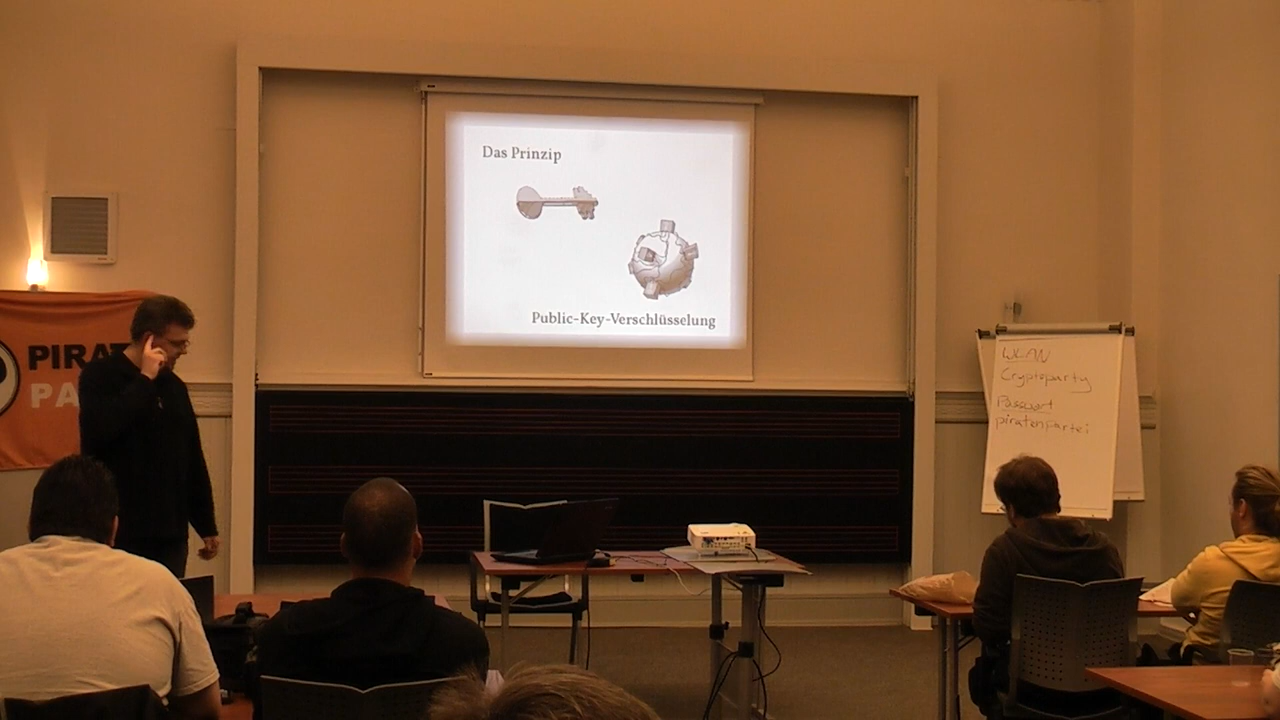 Das Prinzip
Public-Key-Verschlüsselung
PIRAT
PA
WLAN
Cryptoparty
Passwort
piratenpartei